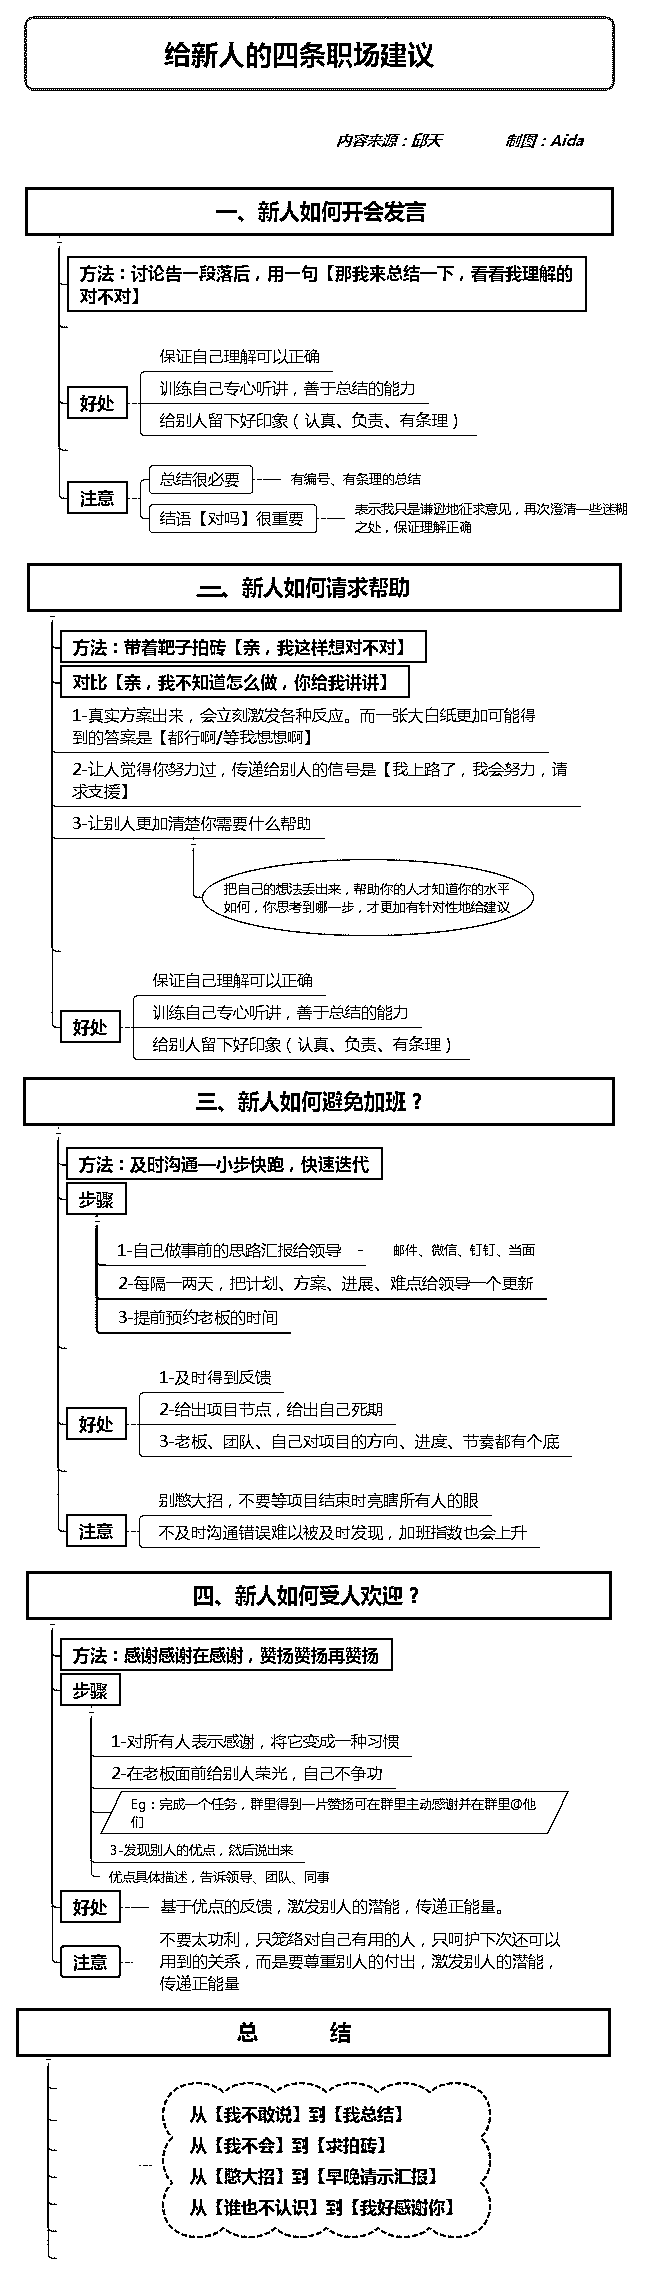 给新人的四条职场建议
内容来源：邱天 制图：Aida
一、新人如何开会发言
方法：讨论告一段落后，用一句【那我来总结一下，看看我理解的
对不对】
好处
保证自己理解可以正确
训练自己专心听讲，善于总结的能力
给别人留下好印象（认真、负责、有条理）
注意
总结很必要
有编号、有条理的总结
结语【对吗】很重要
表示我只是谦逊地征求意见，再次澄清一些迷糊
之处，保证理解正确
二、新人如何请求帮助
方法：带着靶子拍砖【亲，我这样想对不对】
对比【亲，我不知道怎么做，你给我讲讲】
1-真实方案出来，会立刻激发各种反应。而一张大白纸更加可能得
到的答案是【都行啊/等我想想啊】
2-让人觉得你努力过，传递给别人的信号是【我上路了，我会努力，请
求支援】
3-让别人更加清楚你需要什么帮助
把自己的想法丢出来，帮助你的人才知道你的水平
如何，你思考到哪一步，才更加有针对性地给建议
好处
保证自己理解可以正确
训练自己专心听讲，善于总结的能力
给别人留下好印象（认真、负责、有条理）
三、新人如何避免加班？
方法：及时沟通—小步快跑，快速迭代
步骤
1-自己做事前的思路汇报给领导 - 邮件、微信、钉钉、当面
2-每隔一两天，把计划、方案、进展、难点给领导一个更新
3-提前预约老板的时间
好处
1-及时得到反馈
2-给出项目节点，给出自己死期
3-老板、团队、自己对项目的方向、进度、节奏都有个底
注意
别憋大招，不要等项目结束时亮瞎所有人的眼
不及时沟通错误难以被及时发现，加班指数也会上升
四、新人如何受人欢迎？
方法：感谢感谢在感谢，赞扬赞扬再赞扬
步骤
1-对所有人表示感谢，将它变成一种习惯
2-在老板面前给别人荣光，自己不争功
Eg：完成一个任务，群里得到一片赞扬可在群里主动感谢并在群里@他
们
3-发现别人的优点，然后说出来
优点具体描述，告诉领导、团队、同事
好处
基于优点的反馈，激发别人的潜能，传递正能量。
注意
不要太功利，只笼络对自己有用的人，只呵护下次还可以
用到的关系，而是要尊重别人的付出，激发别人的潜能，
传递正能量
总 结
从【我不敢说】到【我总结】
从【我不会】到【求拍砖】
从【憋大招】到【早晚请示汇报】
从【谁也不认识】到【我好感谢你】